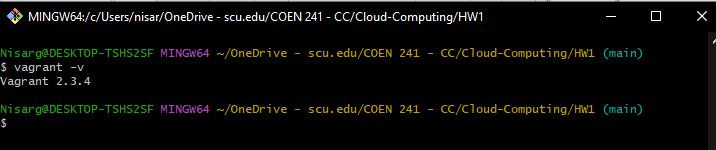 MINGW64:/c/Users/nisar/OneDrive - scu.edu/COEN 241 - CC/Cloud-Computing/HW1
Nisarg@DESKTOP-TSHS2SF MINGW64 ~/OneDrive - scu.edu/COEN 241 - CC/Cloud-Computing/HW1 (main)
$ vagrant -v
Vagrant 2.3.4
Nisarg@DESKTOP-TSHS2SF MINGW64 ~/OneDrive - scu.edu/COEN 241 - CC/Cloud-Computing/HW1 (main)
$